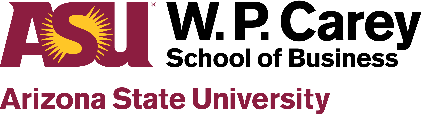 ASU W. P. Carey
School of Business
Arizona State University